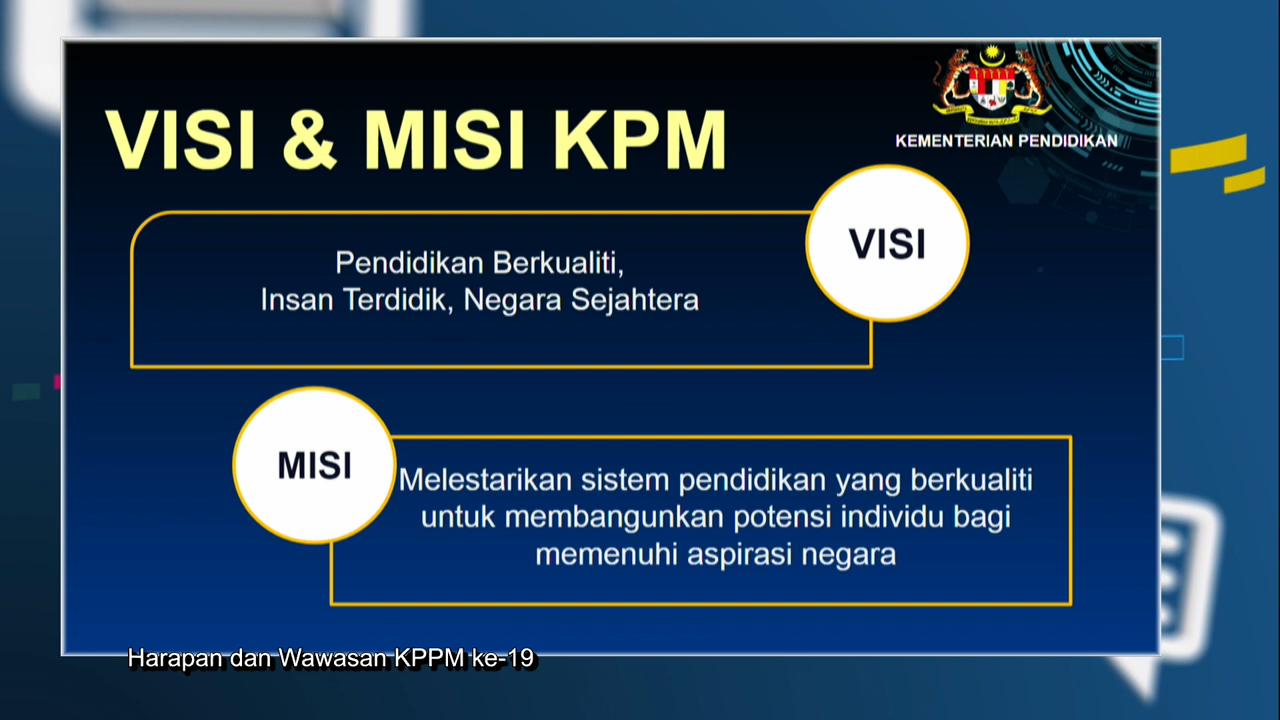 VISI & MISI KPM
KEMENTERIAN PENDIDIKAN
VISI
Pendidikan Berkualiti,
Insan Terdidik, Negara Sejahtera
MISI
Melestarikan sistem pendidikan yang berkualiti
untuk membangunkan potensi individu bagi
memenuhi aspirasi negara
Harapan dan Wawasan KPPM ke-19